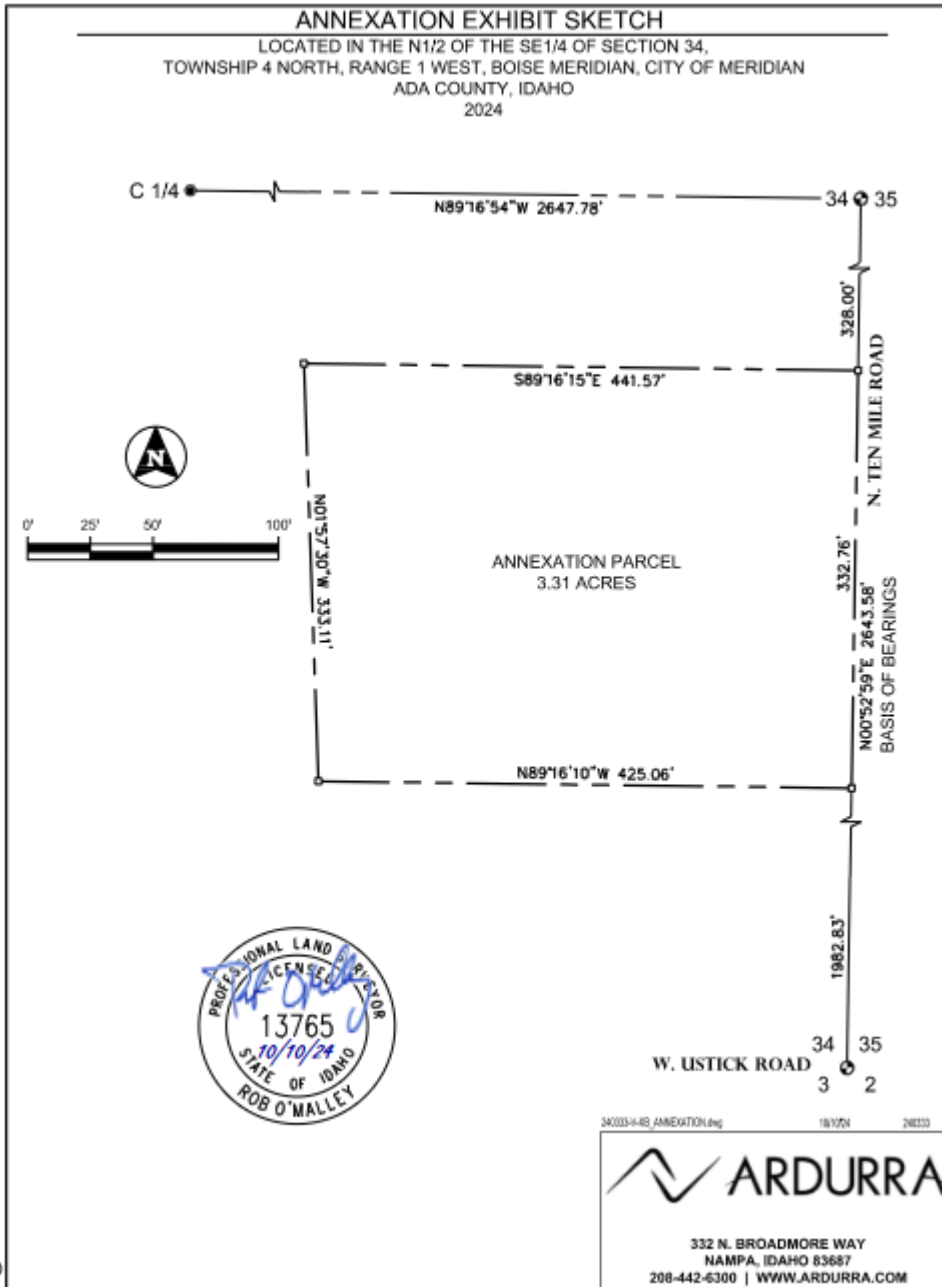 ANNEXATION EXHIBIT SKETCH
LOCATED IN THE N1/2 OF THE SE1/4 OF SECTION 34,
TOWNSHIP 4 NORTH, RANGE 1 WEST, BOISE MERIDIAN, CITY OF MERIDIAN
ADA COUNTY, IDAHO
2024
C 1/4
N89°16'54"W 2647.78'
34 35
328.00'
S89°16'15"E 441.57'
N. TEN MILE ROAD
N
0' 25' 50' 100'
N01°57'30"W 333.11'
ANNEXATION PARCEL
3.31 ACRES
332.76'
N00°52'59"E 2643.58'
BASIS OF BEARINGS
N89°16'10"W 425.06'
1982.83'
PROFESSIONAL LAND SURVEYOR
LICENSED
13765
10/10/24
STATE OF IDAHO
ROB O'MALLEY
34 35
W. USTICK ROAD
3 2
10/10/24 240333
ARDURRA
332 N. BROADMORE WAY
NAMPA, IDAHO 83687
208-442-6300 | WWW.ARDURRA.COM